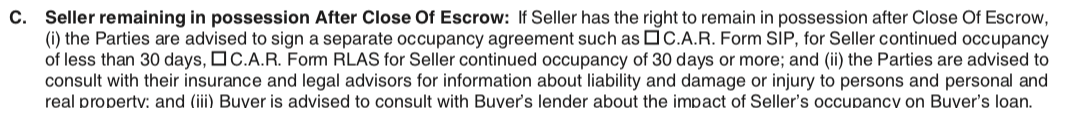 C. Seller remaining in possession After Close Of Escrow: If Seller has the right to remain in possession after Close Of Escrow,
(i) the Parties are advised to sign a separate occupancy agreement such as ☐ C.A.R. Form SIP, for Seller continued occupancy
of less than 30 days, ☐ C.A.R. Form RLAS for Seller continued occupancy of 30 days or more; and (ii) the Parties are advised to
consult with their insurance and legal advisors for information about liability and damage or injury to persons and personal and
real property; and (iii) Buyer is advised to consult with Buyer's lender about the impact of Seller's occupancy on Buyer's loan.